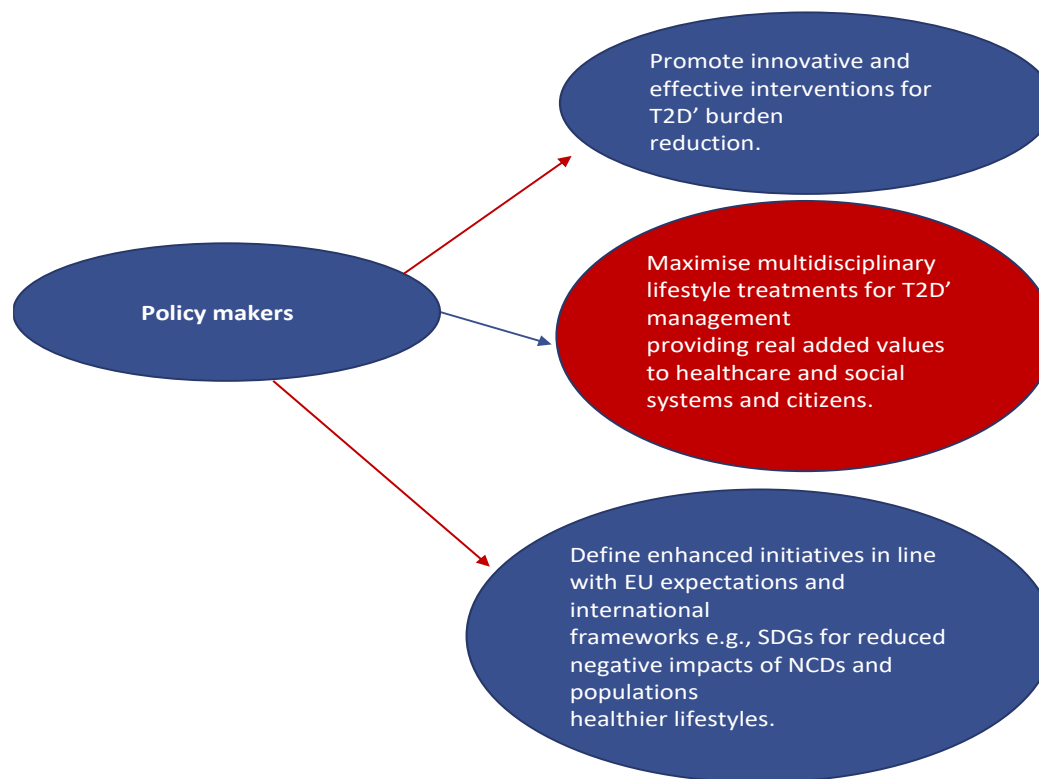 Promote innovative and
effective interventions for
T2D’ burden
reduction.
Policy makers
Maximise multidisciplinary
lifestyle treatments for T2D’
management
providing real added values
to healthcare and social
systems and citizens.
Define enhanced initiatives in line
with EU expectations and
international
frameworks e.g., SDGs for reduced
negative impacts of NCDs and
populations
healthier lifestyles.